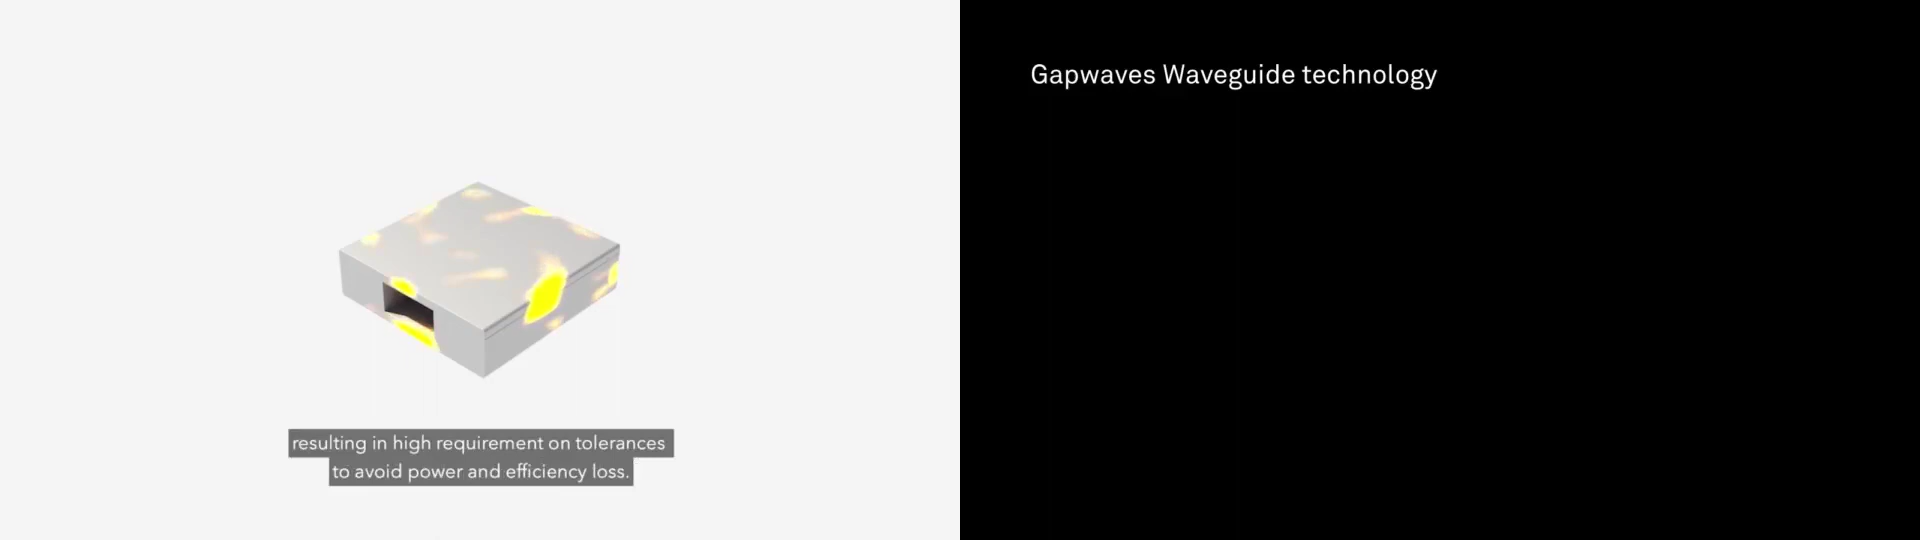 resulting in high requirement on tolerances
to avoid power and efficiency loss.
Gapwaves Waveguide technology